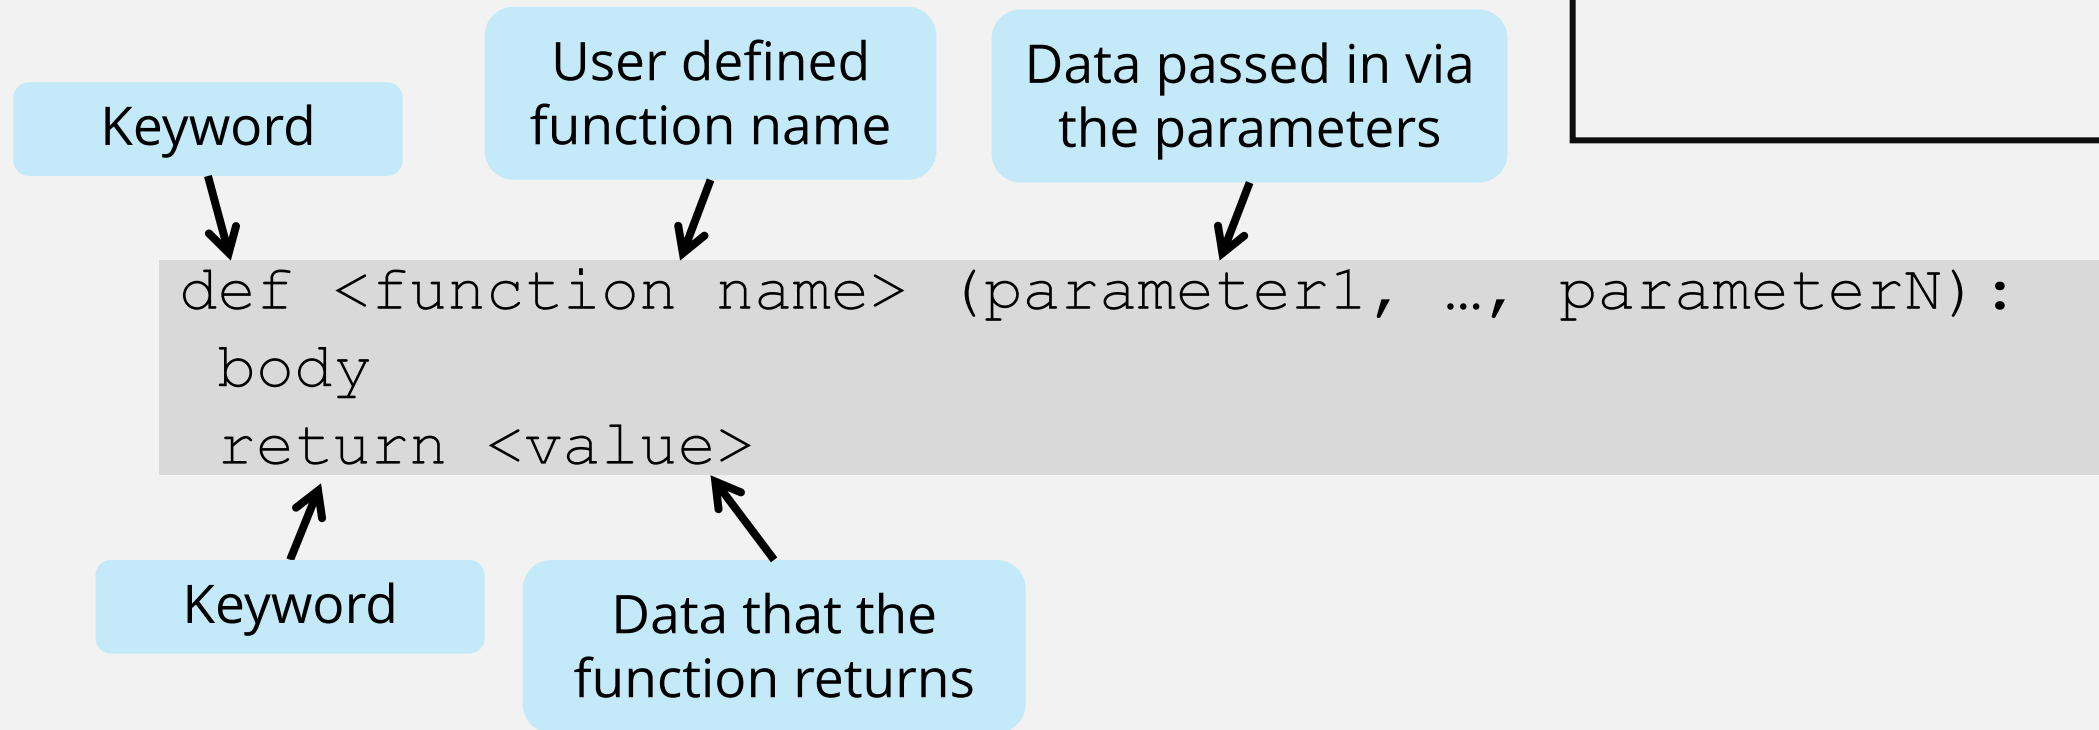 Keyword
User defined
function name
Data passed in via
the parameters
def <function name> (parameter1, …, parameterN):
body
return <value>
Keyword
Data that the
function returns